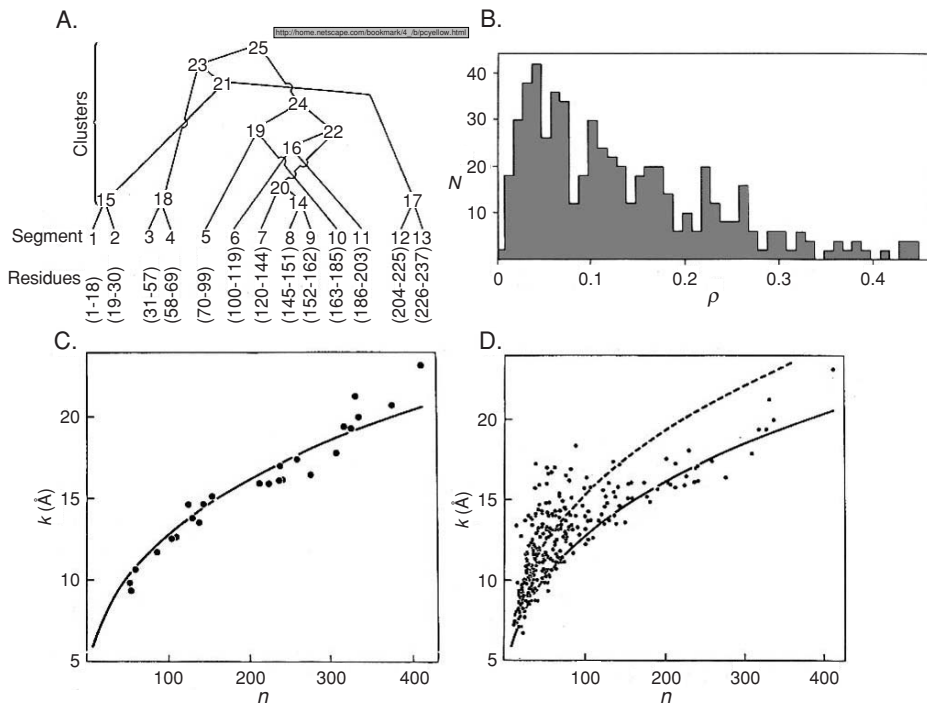 A.
http://home.netscape.com/bookmark/4_/b/pcyellow.html
25
23
21
24
19
22
16
20
14
15
18
17
Clusters
Segment 1 2 3 4 5 6 7 8 9 10 11 12 13
Residues (1-18) (19-30) (31-57) (58-69) (70-99) (100-119) (120-144) (145-151) (152-162) (163-185) (186-203) (204-225) (226-237)
B.
40
30
20
10
N
0 0.1 0.2 0.3 0.4
ρ
C.
20
15
10
5
k (Å)
100 200 300 400
n
D.
20
15
10
5
k (Å)
100 200 300 400
n